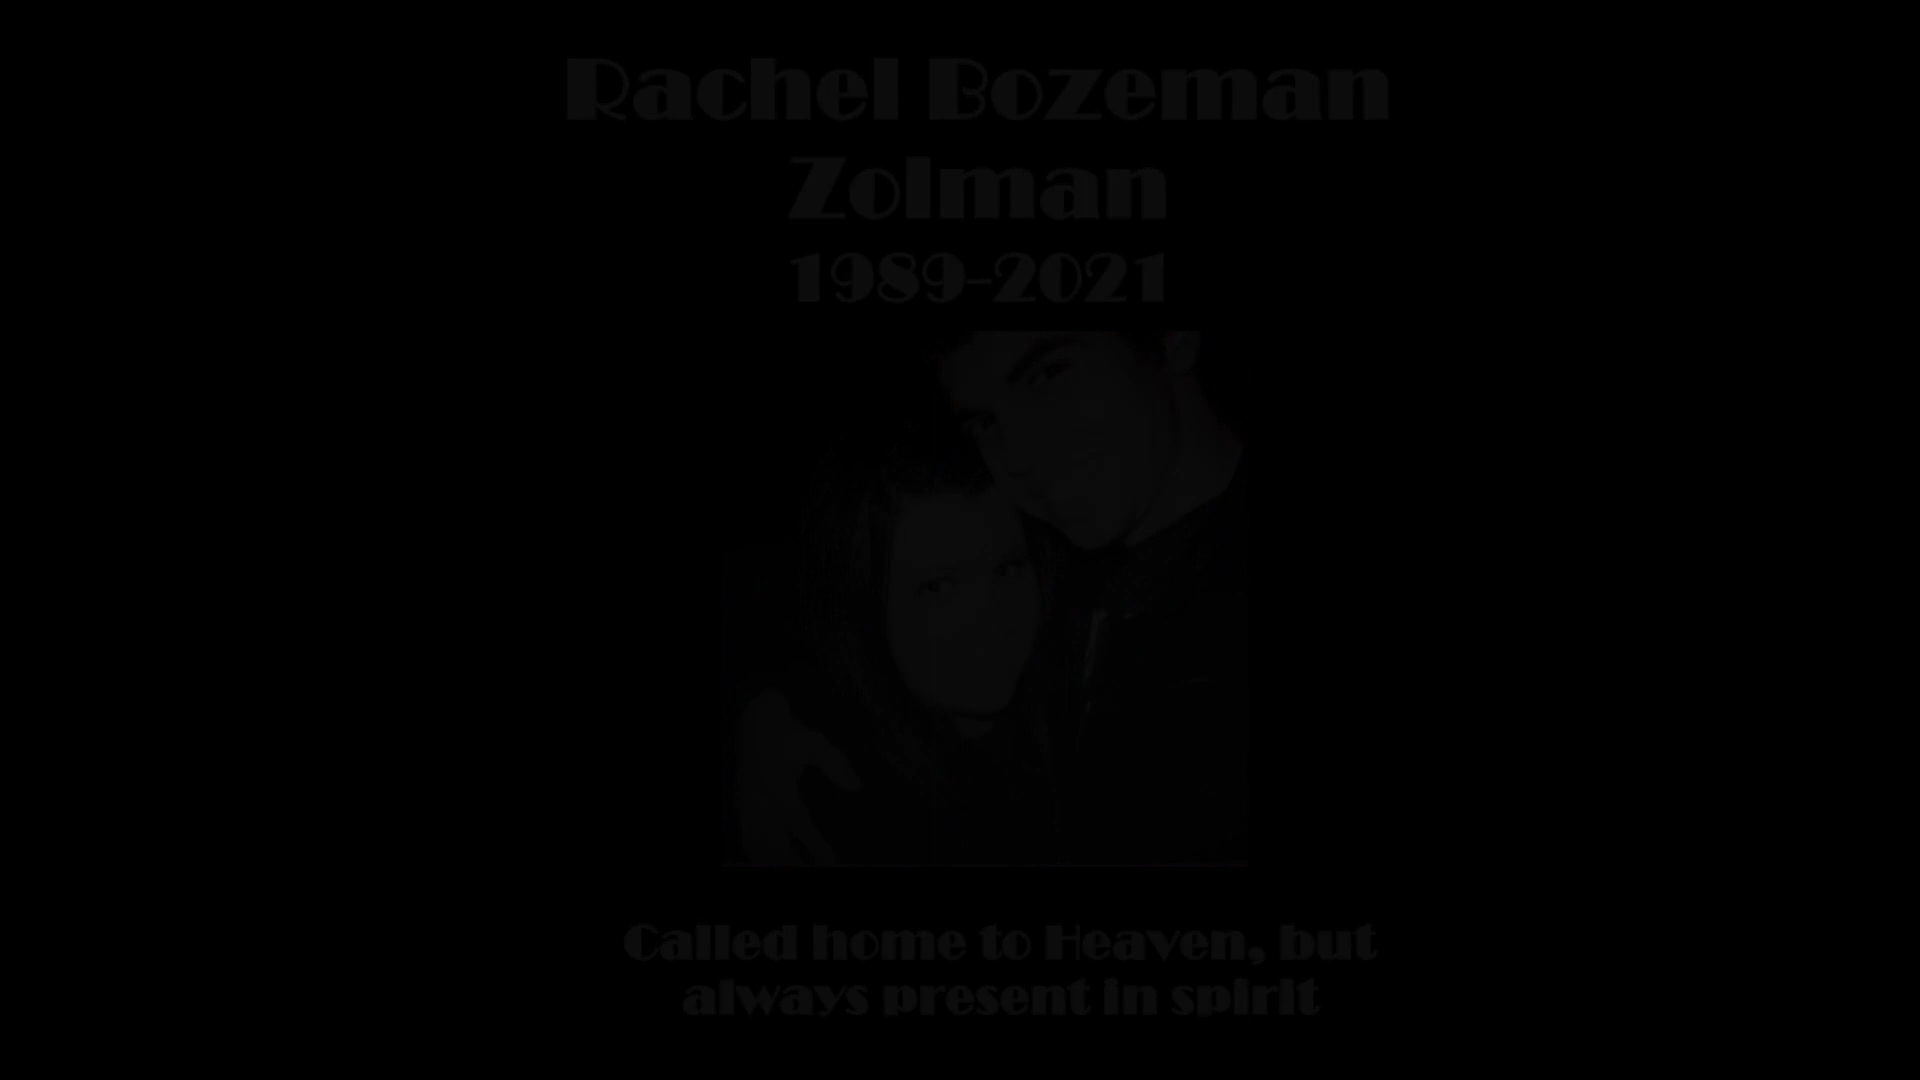 Rachel Bozeman
Zolman
1989-2021
Called home to Heaven, but
always present in spirit